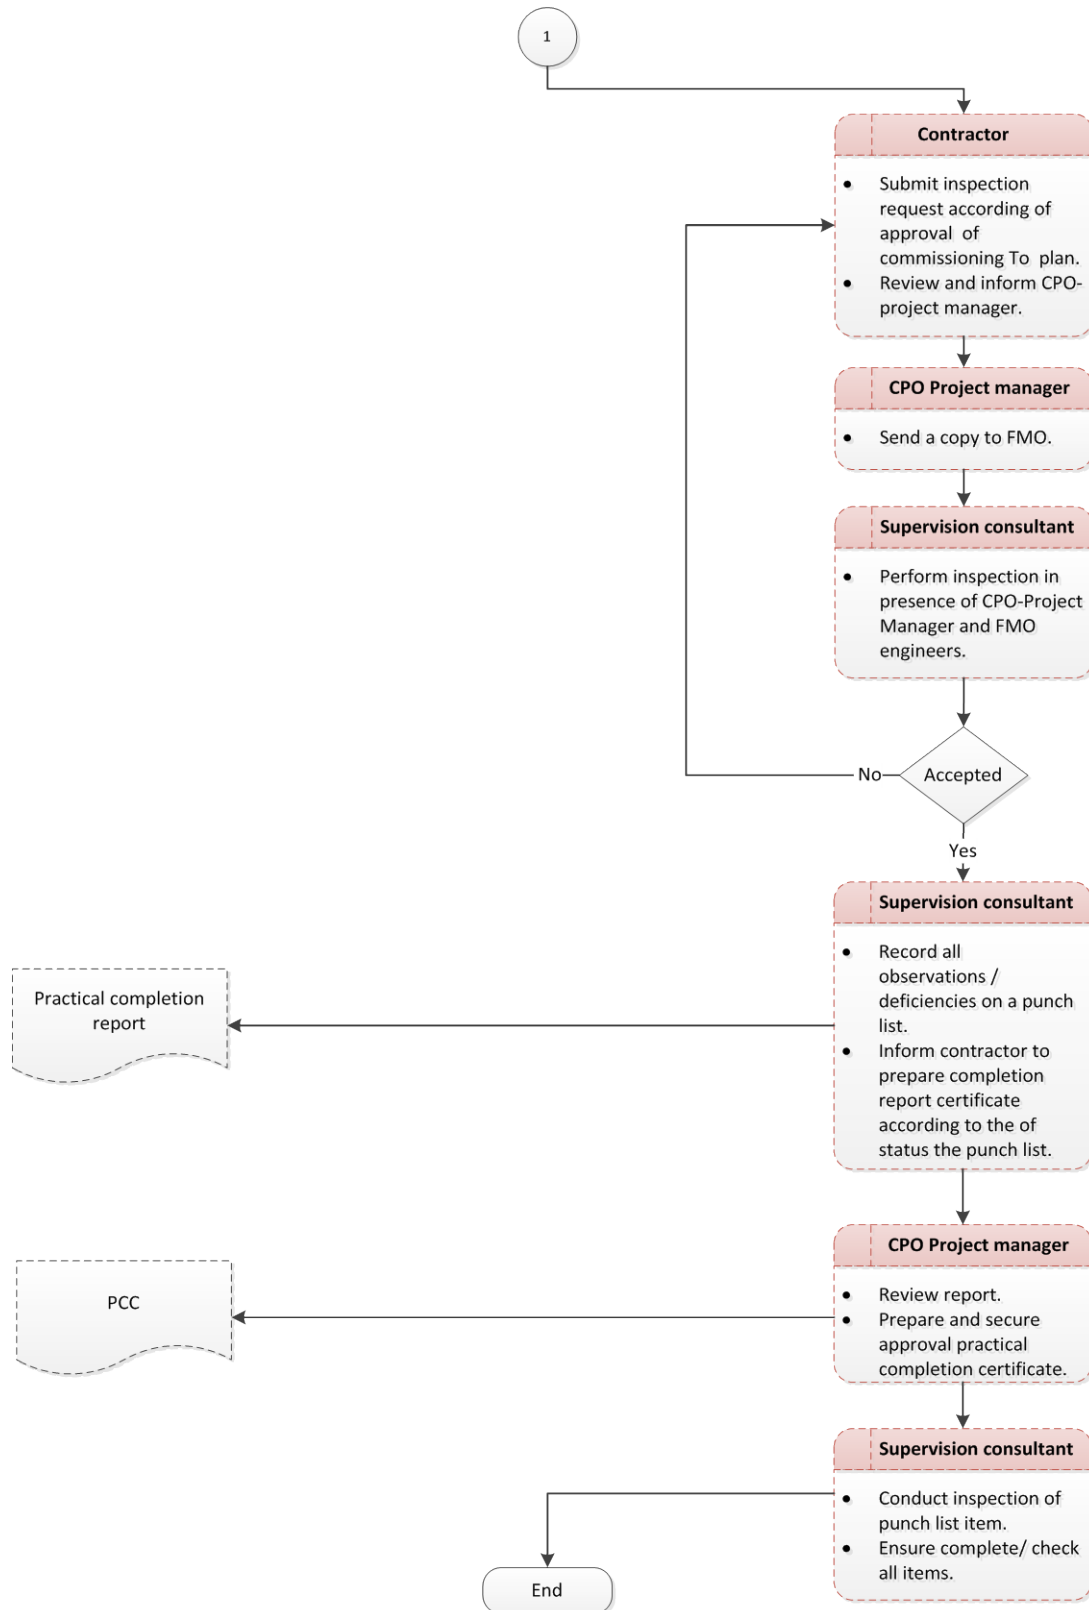 1
Contractor
• Submit inspection
request according of
approval  of
commissioning To  plan.
• Review and inform CPO-
project manager.
CPO Project manager
• Send a copy to FMO.
Supervision consultant
• Perform inspection in
presence of CPO-Project
Manager and FMO
engineers.
Accepted
No
Yes
Supervision consultant
• Record all
observations /
deficiencies on a punch
list.
• Inform contractor to
prepare completion
report certificate
according to the of
status the punch list.
Practical completion
report
CPO Project manager
• Review report.
• Prepare and secure
approval practical
completion certificate.
PCC
Supervision consultant
• Conduct inspection of
punch list item.
• Ensure complete/ check
all items.
End